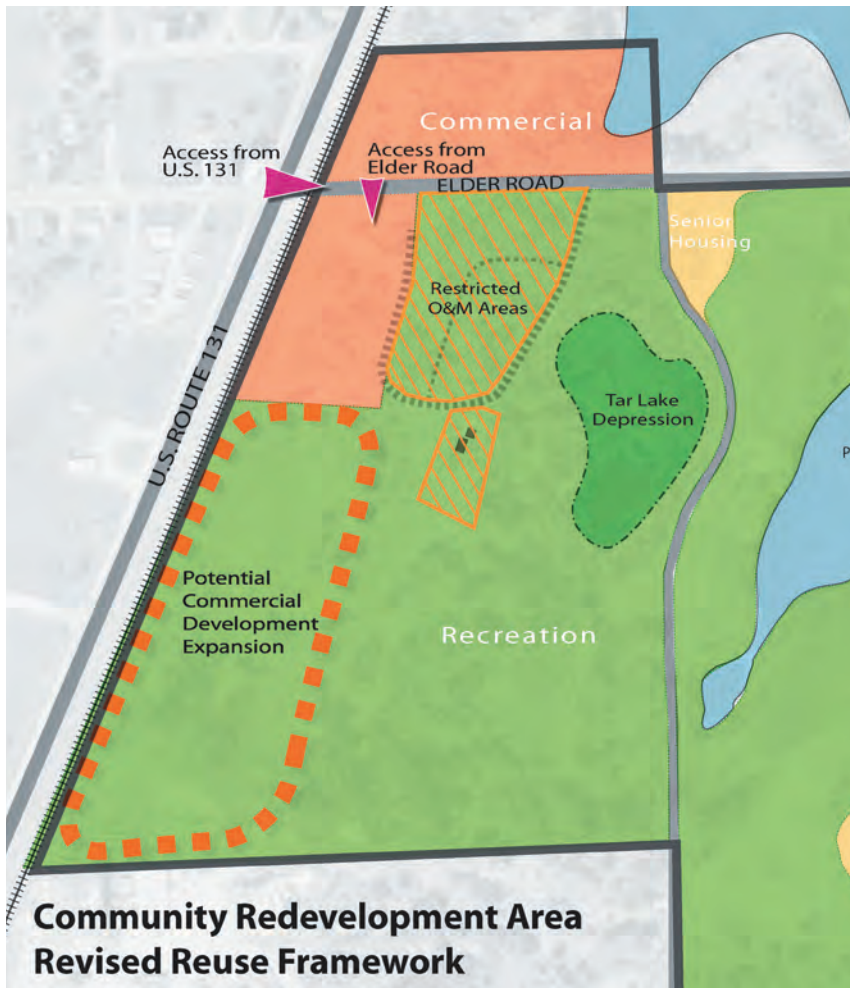 Commercial
Access from
U.S. 131
Access from
Elder Road
ELDER ROAD
Senior
Housing
Restricted
O&M Areas
U.S. ROUTE 131
Tar Lake
Depression
P
Potential
Commercial
Development
Expansion
Recreation
Community Redevelopment Area
Revised Reuse Framework